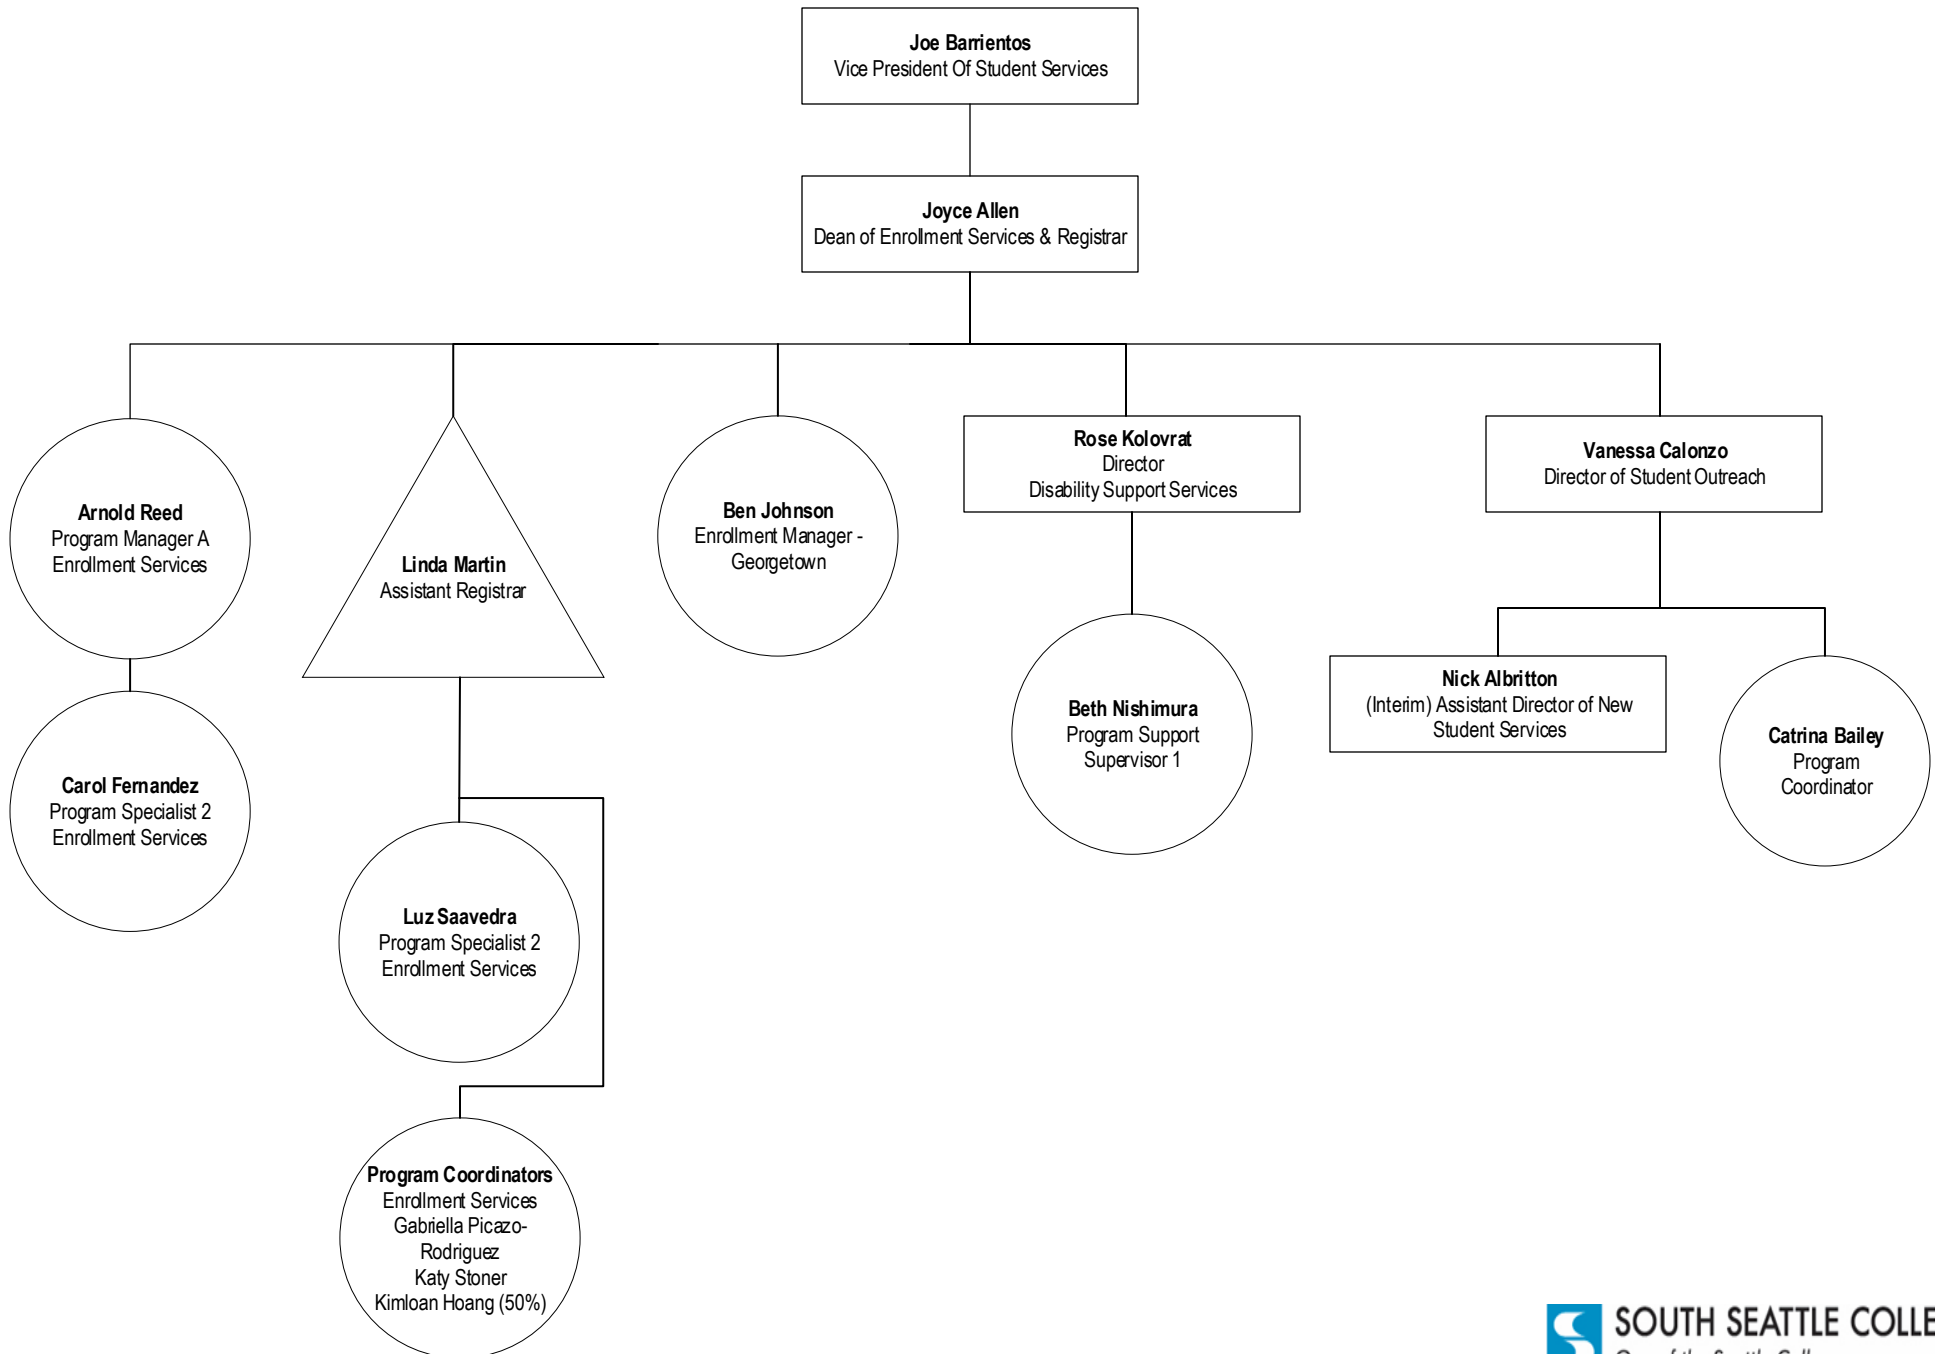 Joe Barrientos
Vice President Of Student Services
Joyce Allen
Dean of Enrollment Services & Registrar
Arnold Reed
Program Manager A
Enrollment Services
Linda Martin
Assistant Registrar
Ben Johnson
Enrollment Manager -
Georgetown
Rose Kolovrat
Director
Disability Support Services
Vanessa Calonzo
Director of Student Outreach
Carol Fernandez
Program Specialist 2
Enrollment Services
Luz Saavedra
Program Specialist 2
Enrollment Services
Program Coordinators
Enrollment Services
Gabriella Picazo-
Rodriguez
Katy Stoner
Kimloan Hoang (50%)
Beth Nishimura
Program Support
Supervisor 1
Nick Albritton
(Interim) Assistant Director of New
Student Services
Catrina Bailey
Program
Coordinator
SOUTH SEATTLE COLLE